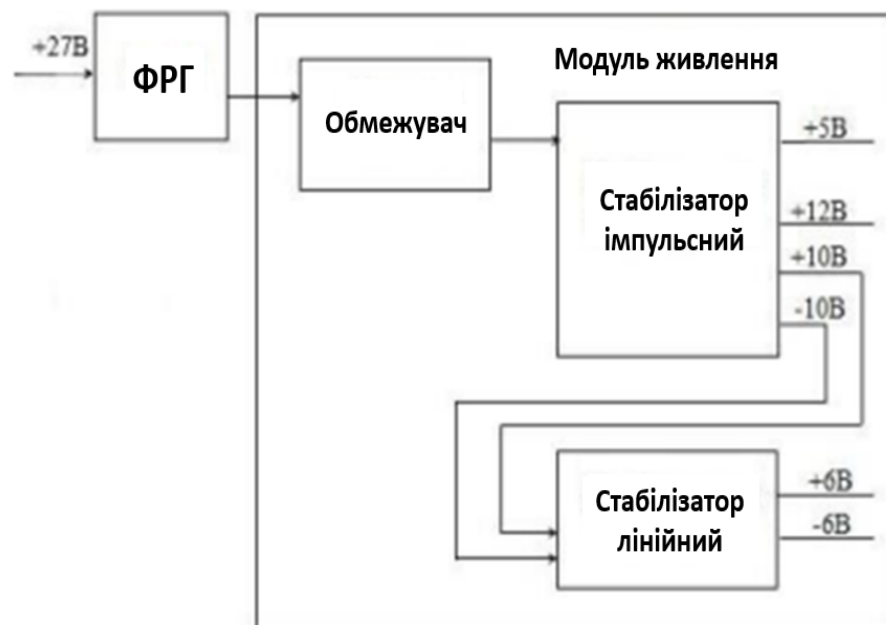 +27В
ФРГ
Модуль живлення
Обмежувач
Стабілізатор
імпульсний
+5В
+12В
+10В
-10В
Стабілізатор
лінійний
+6В
-6В